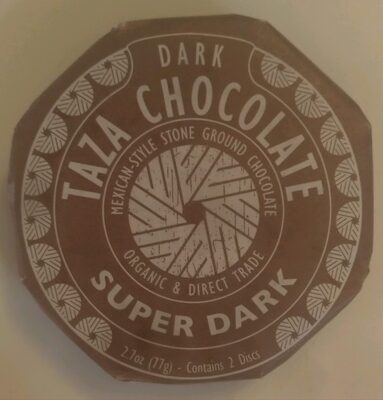 DARK
TAZA CHOCOLATE
MEXICAN-STYLE STONE GROUND CHOCOLATE
ORGANIC & DIRECT TRADE
SUPER DARK
2.7oz (77g) - Contains 2 Discs